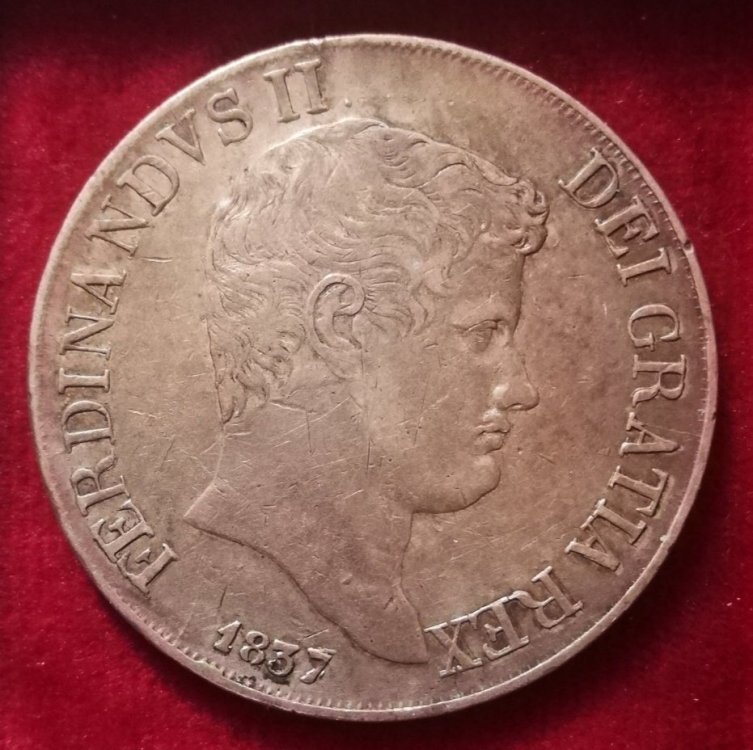 FERDINANDVS II
DEI GRATIA REX
1837